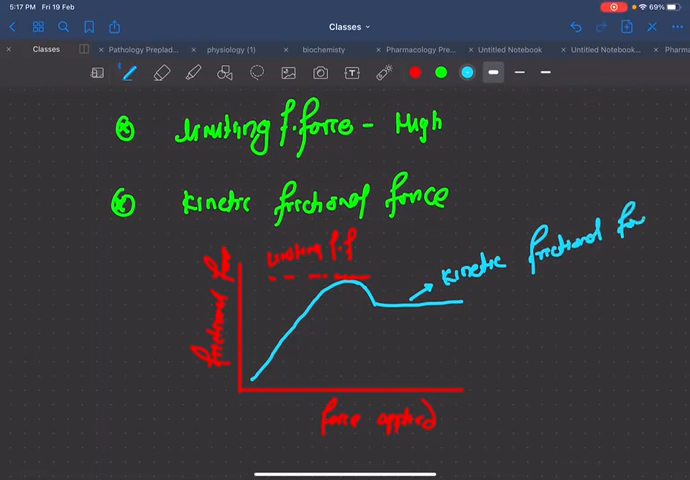 5:17 PM Fri 19 Feb
69%
Classes
Classes
Pathology Preplad...
physiology (1)
biochemisty
Pharmacology Pre...
Untitled Notebook
Untitled Notebook...
Pharma
limiting f.force - High
Kinetic frictional force
limiting f.f
Kinetic frictional fo
frictional
force applied